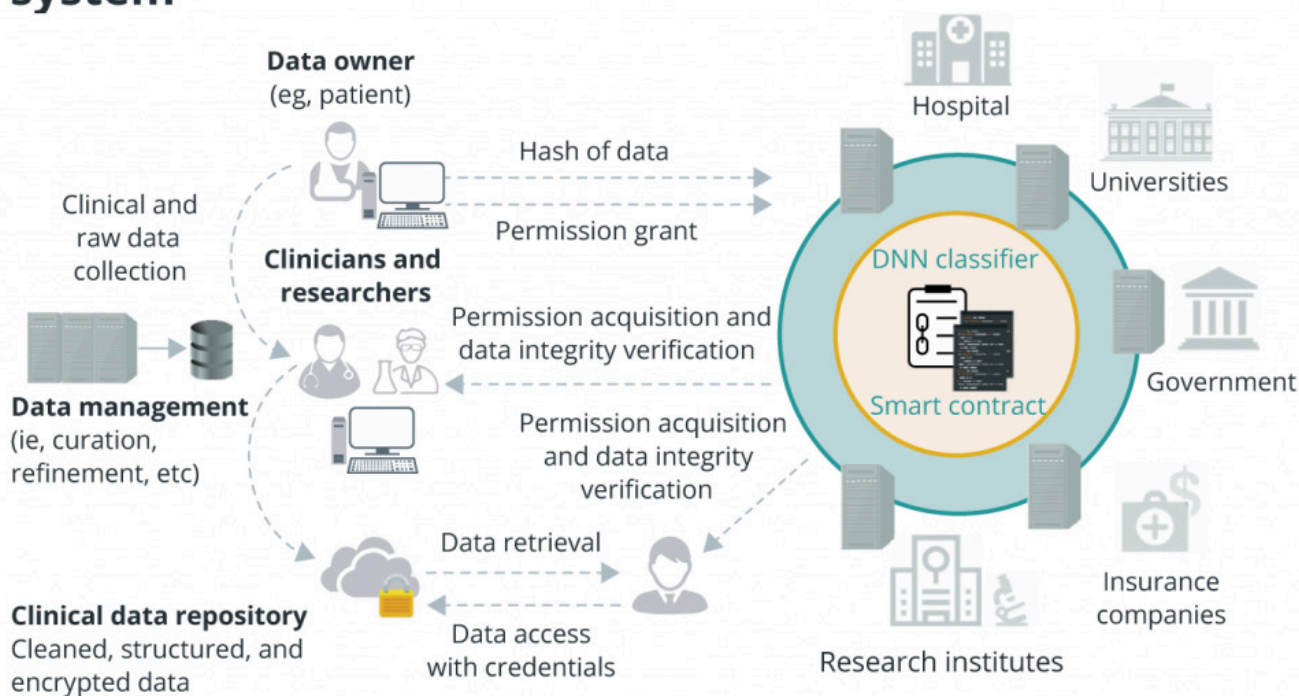 system
Data owner
(eg, patient)
Hospital
Universities
Hash of data
Permission grant
Clinical and
raw data
collection
Clinicians and
researchers
DNN classifier
Smart contract
Permission acquisition and
data integrity verification
Government
Data management
(ie, curation,
refinement, etc)
Permission acquisition
and data integrity
verification
Data retrieval
Data access
with credentials
Clinical data repository
Cleaned, structured, and
encrypted data
Insurance
companies
Research institutes